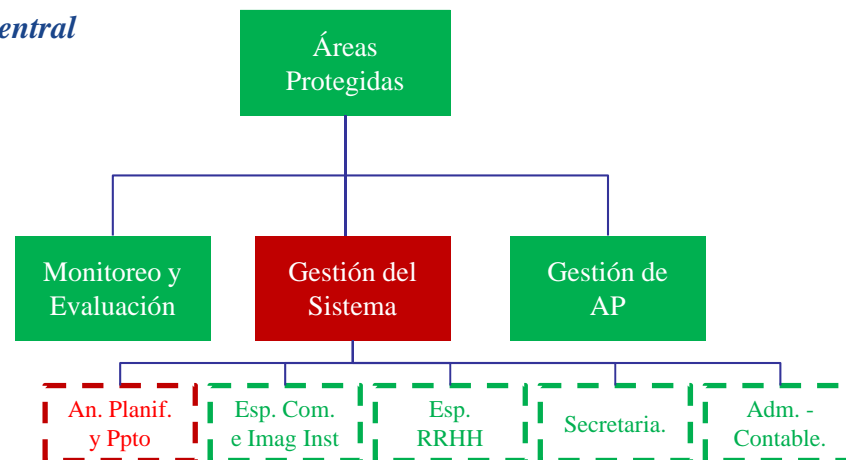 entral
Áreas
Protegidas
Monitoreo y
Evaluación
Gestión del
Sistema
Gestión de
AP
An. Planif.
y Ppto
Esp. Com.
e Imag Inst
Esp.
RRHH
Secretaria.
Adm. -
Contable.